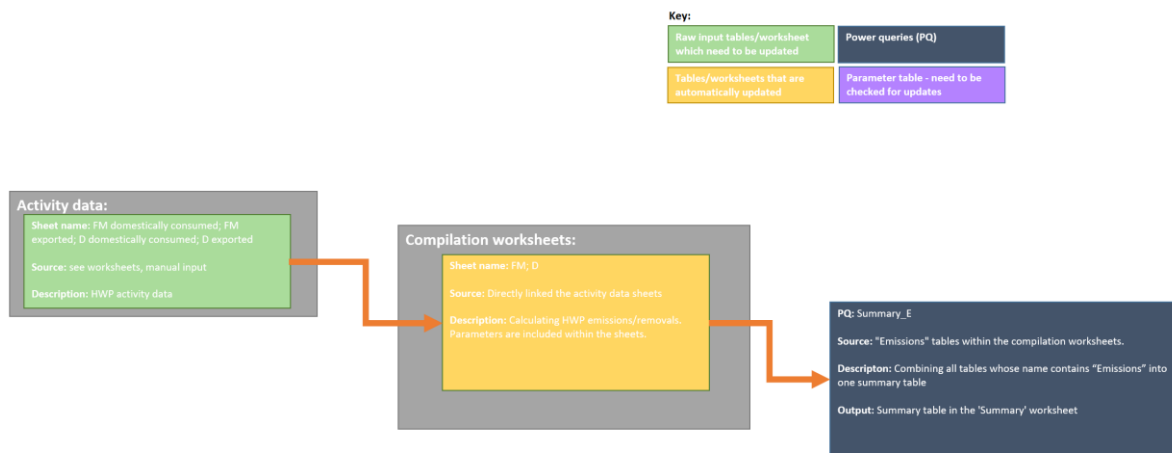 Key:
Raw input tables/worksheet
which need to be updated
Power queries (PQ)
Tables/worksheets that are
automatically updated
Parameter table - need to be
checked for updates
Activity data:
Sheet name: FM domestically consumed; FM
exported; D domestically consumed; D exported
Source: see worksheets, manual input
Description: HWP activity data
Compilation worksheets:
Sheet name: FM; D
Source: Directly linked the activity data sheets
Description: Calculating HWP emissions/removals.
Parameters are included within the sheets.
PQ: Summary_E
Source: "Emissions" tables within the compilation worksheets.
Descripton: Combining all tables whose name contains “Emissions” into
one summary table
Output: Summary table in the 'Summary' worksheet